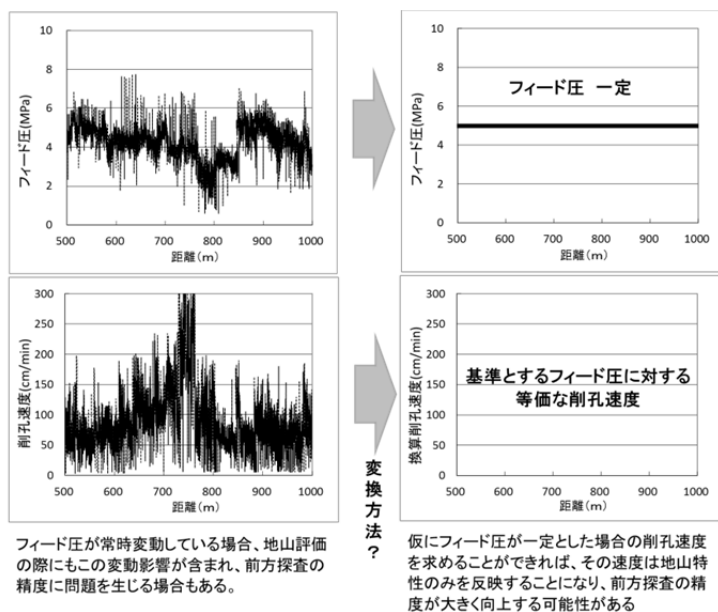 10
8
6
4
2
0
フィード圧(MPa)
500 600 700 800 900 1000
距離(m)
10
8
6
4
2
0
フィード圧(MPa)
フィード圧 一定
500 600 700 800 900 1000
距離(m)
300
250
200
150
100
50
0
削孔速度(cm/min)
500 600 700 800 900 1000
距離(m)
変換方法?
300
250
200
150
100
50
0
換算削孔速度(cm/min)
基準とするフィード圧に対する
等価な削孔速度
500 600 700 800 900 1000
距離(m)
フィード圧が常時変動している場合、地山評価
の際にもこの変動影響が含まれ、前方探査の
精度に問題を生じる場合もある。
仮にフィード圧が一定とした場合の削孔速度
を求めることができれば、その速度は地山特
性のみを反映することになり、前方探査の精
度が大きく向上する可能性がある